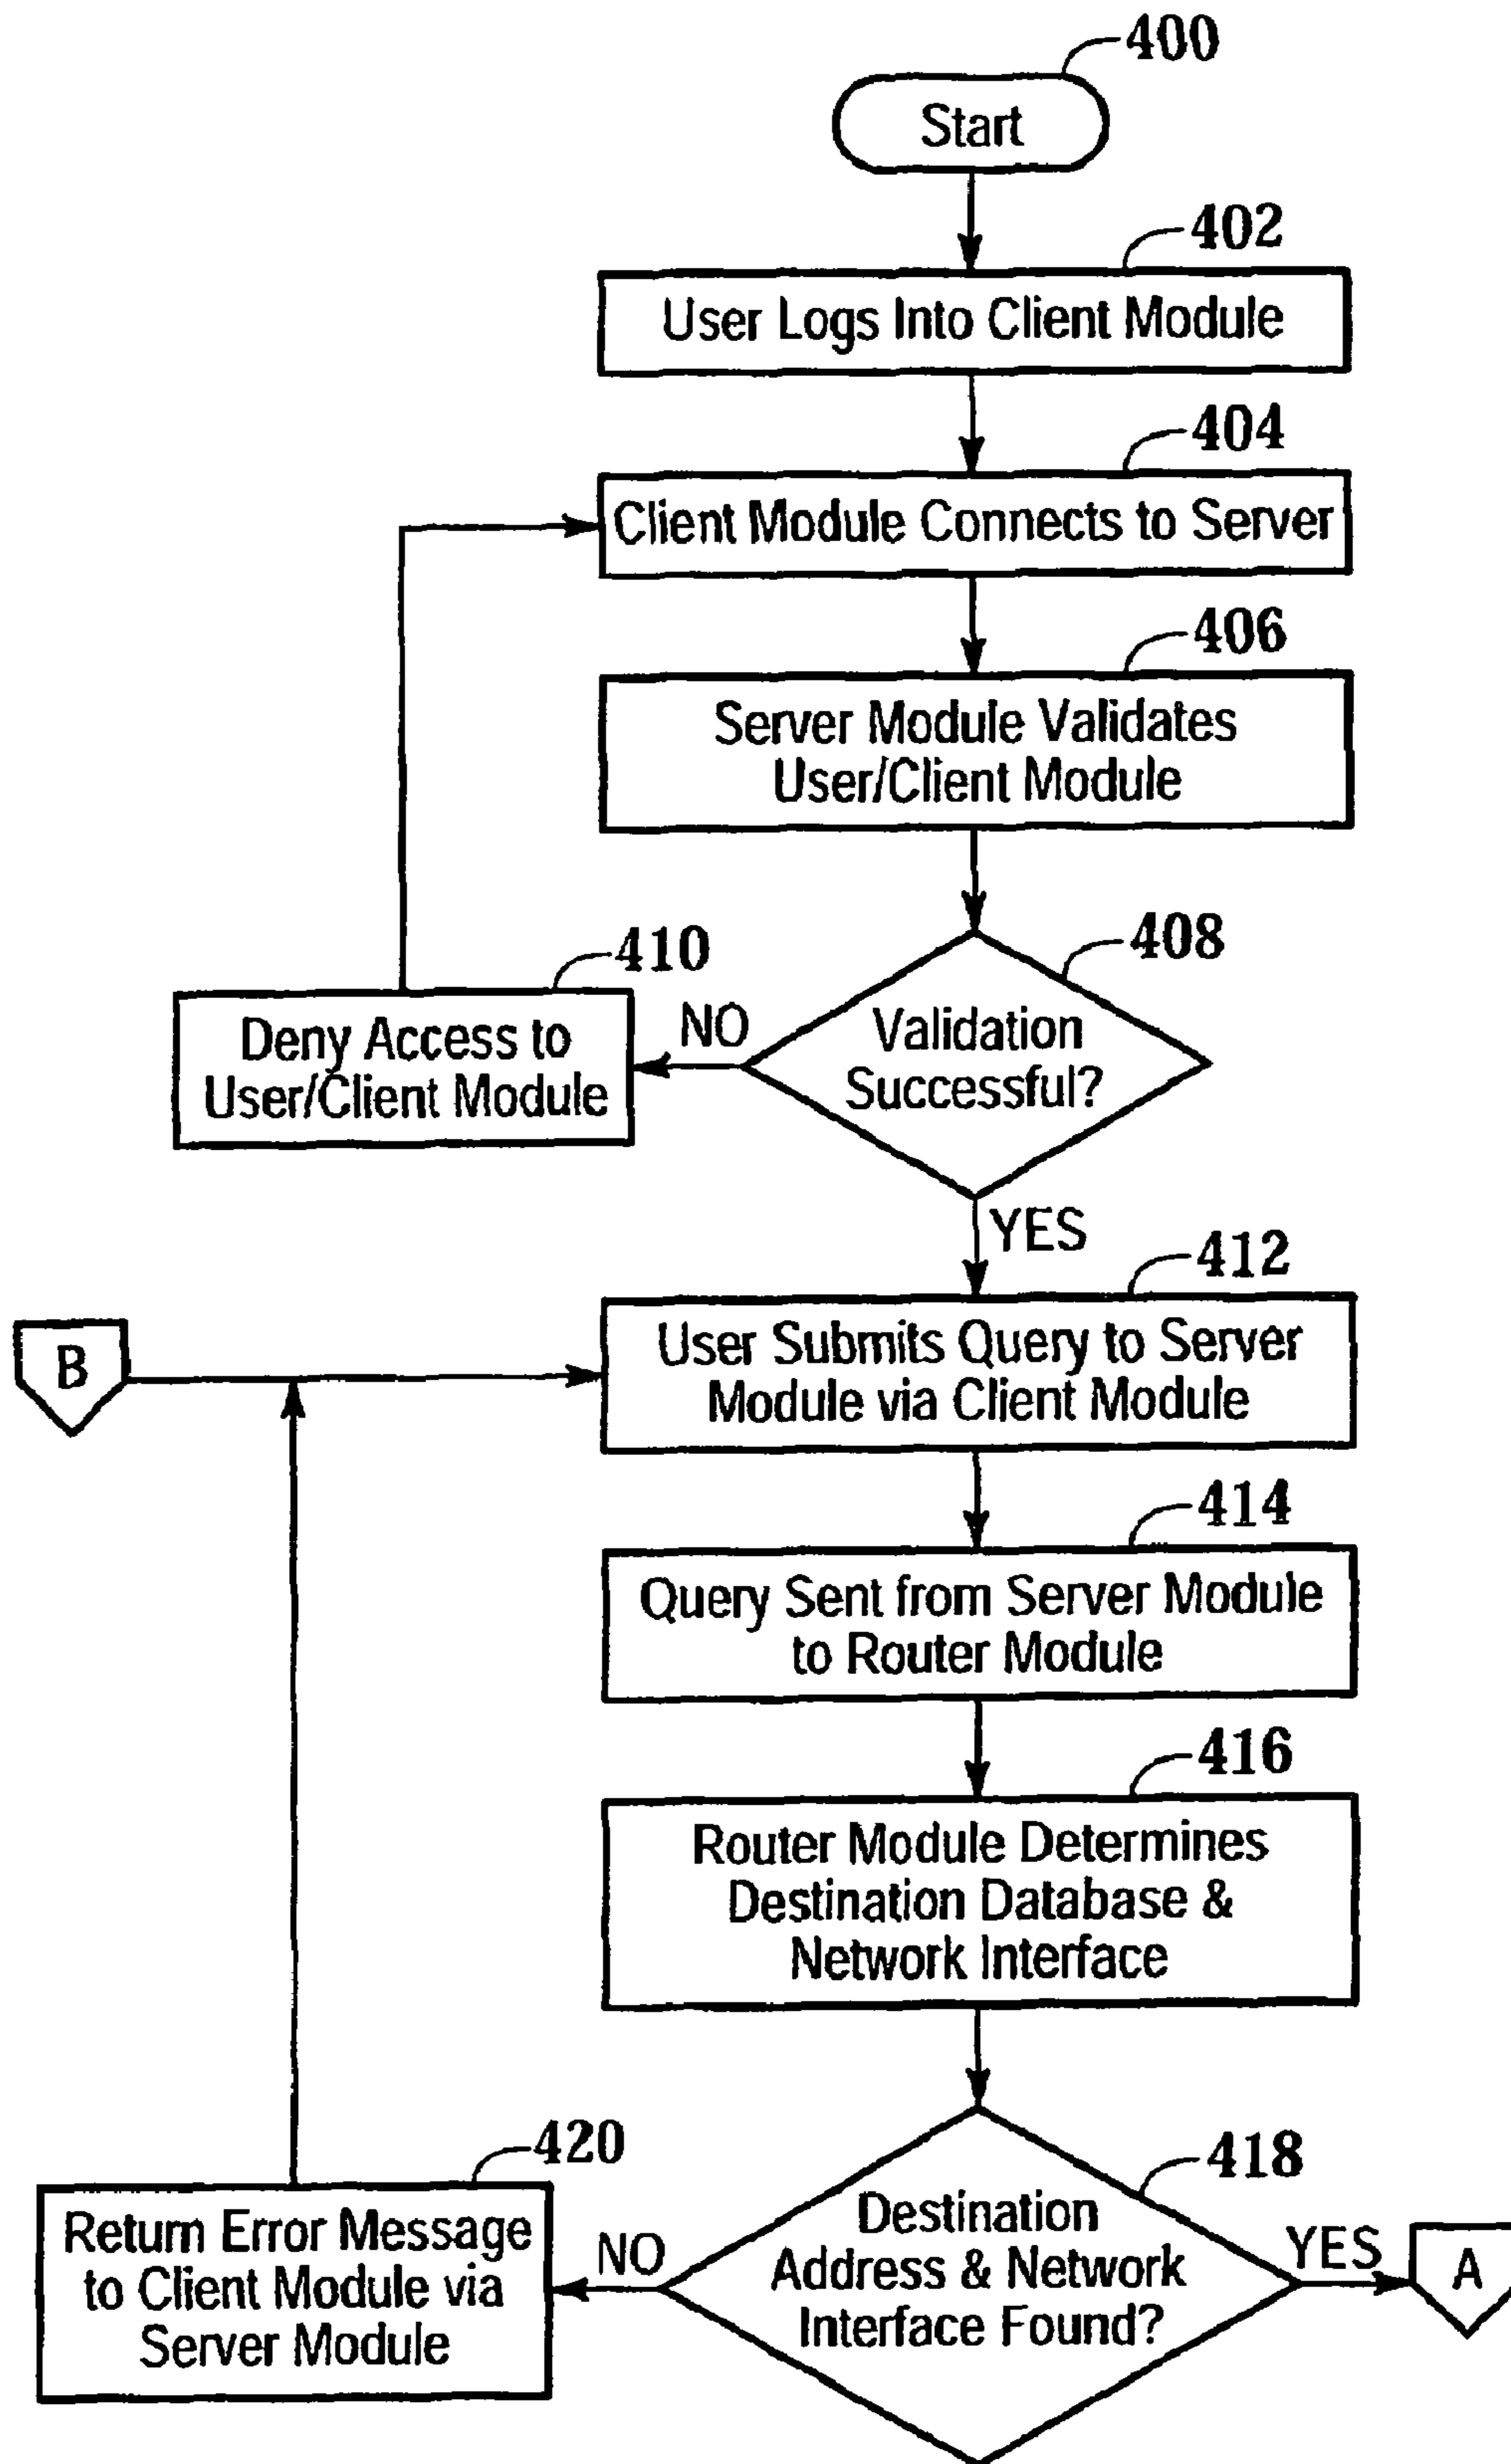 400
Start
402
User Logs Into Client Module
404
Client Module Connects to Server
406
Server Module Validates
User/Client Module
408
Validation
Successful?
NO
410
Deny Access to
User/Client Module
YES
412
B
User Submits Query to Server
Module via Client Module
414
Query Sent from Server Module
to Router Module
416
Router Module Determines
Destination Database &
Network Interface
418
Destination
Address & Network
Interface Found?
NO
420
Return Error Message
to Client Module via
Server Module
YES
A